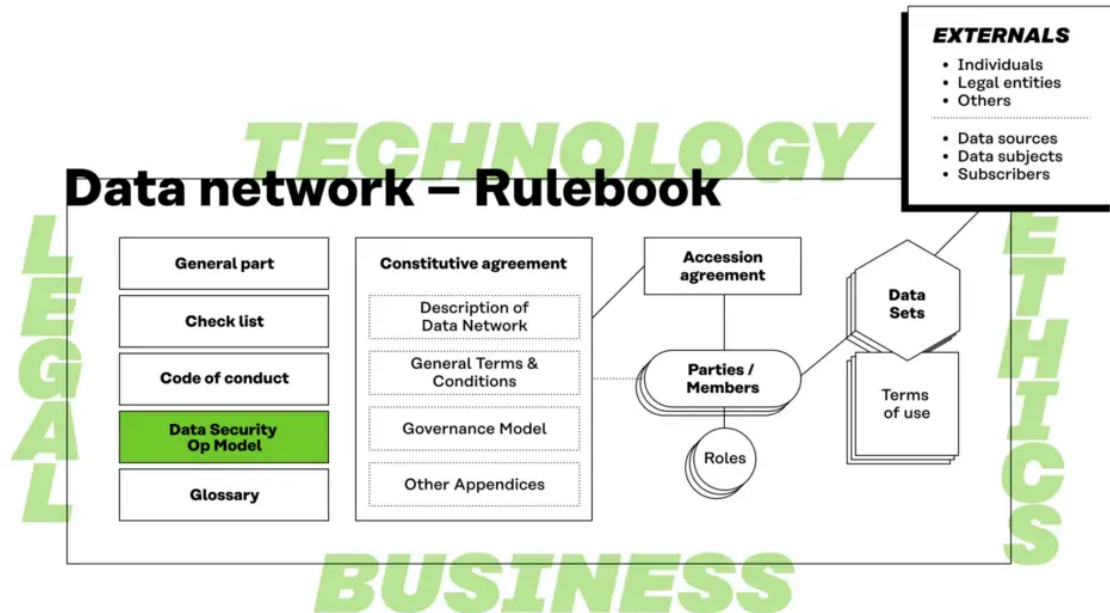 EXTERNALS
• Individuals
• Legal entities
• Others
• Data sources
• Data subjects
• Subscribers
TECHNOLOGY
Data network – Rulebook
LEGAL
General part
Check list
Code of conduct
Data Security
Op Model
Glossary
Constitutive agreement
Description of
Data Network
General Terms &
Conditions
Governance Model
Other Appendices
Accession
agreement
Parties /
Members
Roles
Data
Sets
Terms
of use
ETHICS
BUSINESS